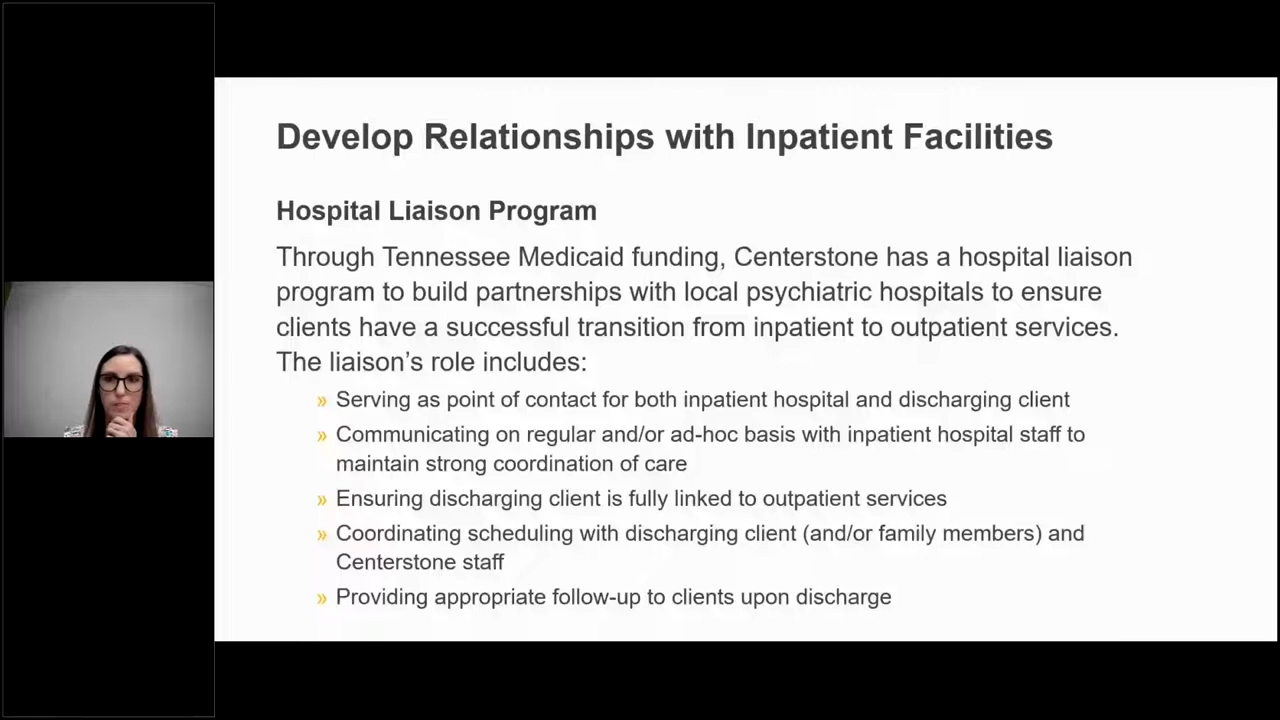 Develop Relationships with Inpatient Facilities
Hospital Liaison Program
Through Tennessee Medicaid funding, Centerstone has a hospital liaison
program to build partnerships with local psychiatric hospitals to ensure
clients have a successful transition from inpatient to outpatient services.
The liaison’s role includes:
» Serving as point of contact for both inpatient hospital and discharging client
» Communicating on regular and/or ad-hoc basis with inpatient hospital staff to
maintain strong coordination of care
» Ensuring discharging client is fully linked to outpatient services
» Coordinating scheduling with discharging client (and/or family members) and
Centerstone staff
» Providing appropriate follow-up to clients upon discharge